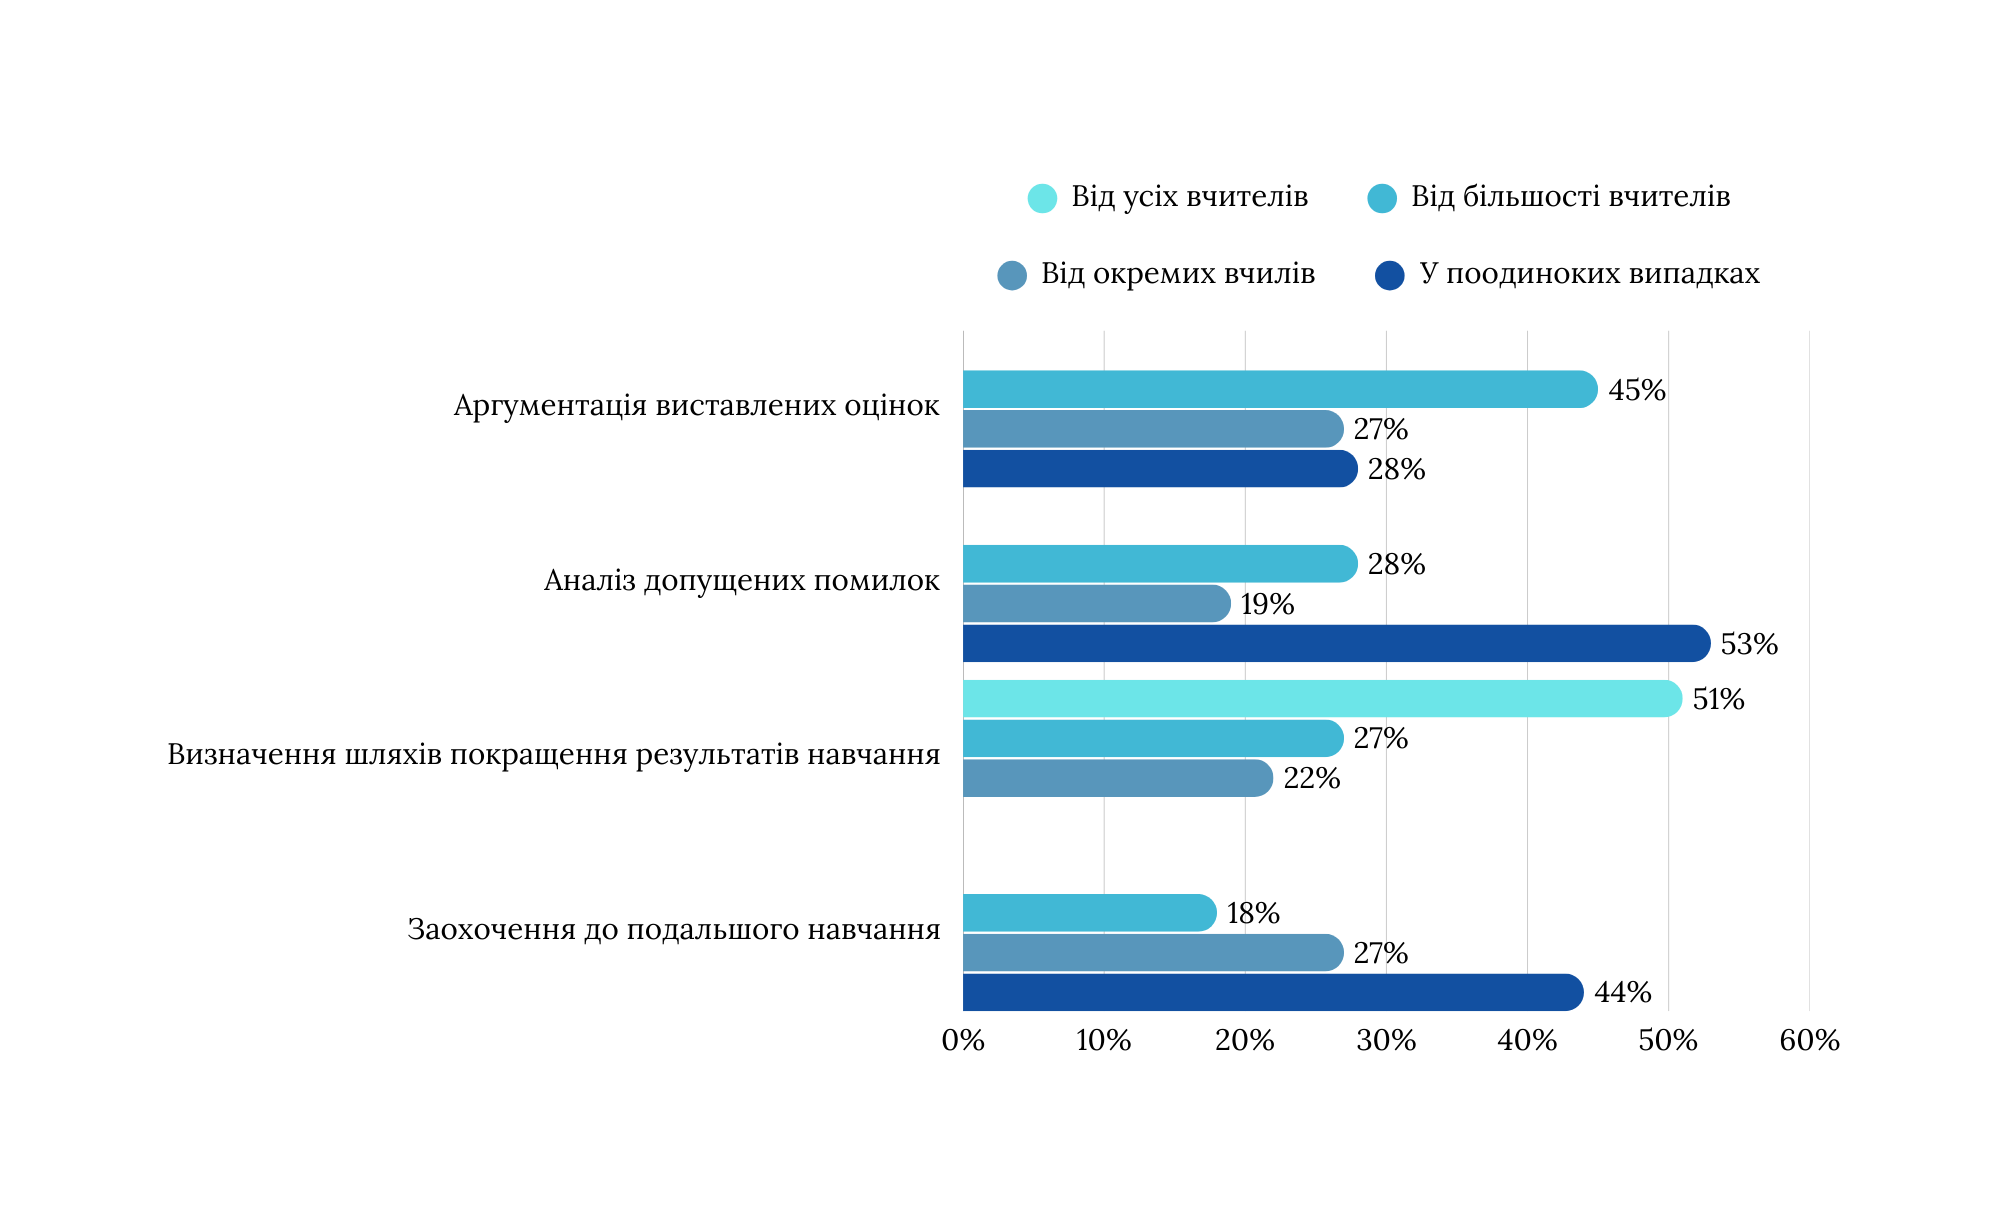 Від усіх вчителів
Від більшості вчителів
Від окремих вчилів
У поодиноких випадках
Аргументація виставлених оцінок
45%
27%
28%
Аналіз допущених помилок
28%
19%
53%
Визначення шляхів покращення результатів навчання
51%
27%
22%
Заохочення до подальшого навчання
18%
27%
44%
0% 10% 20% 30% 40% 50% 60%